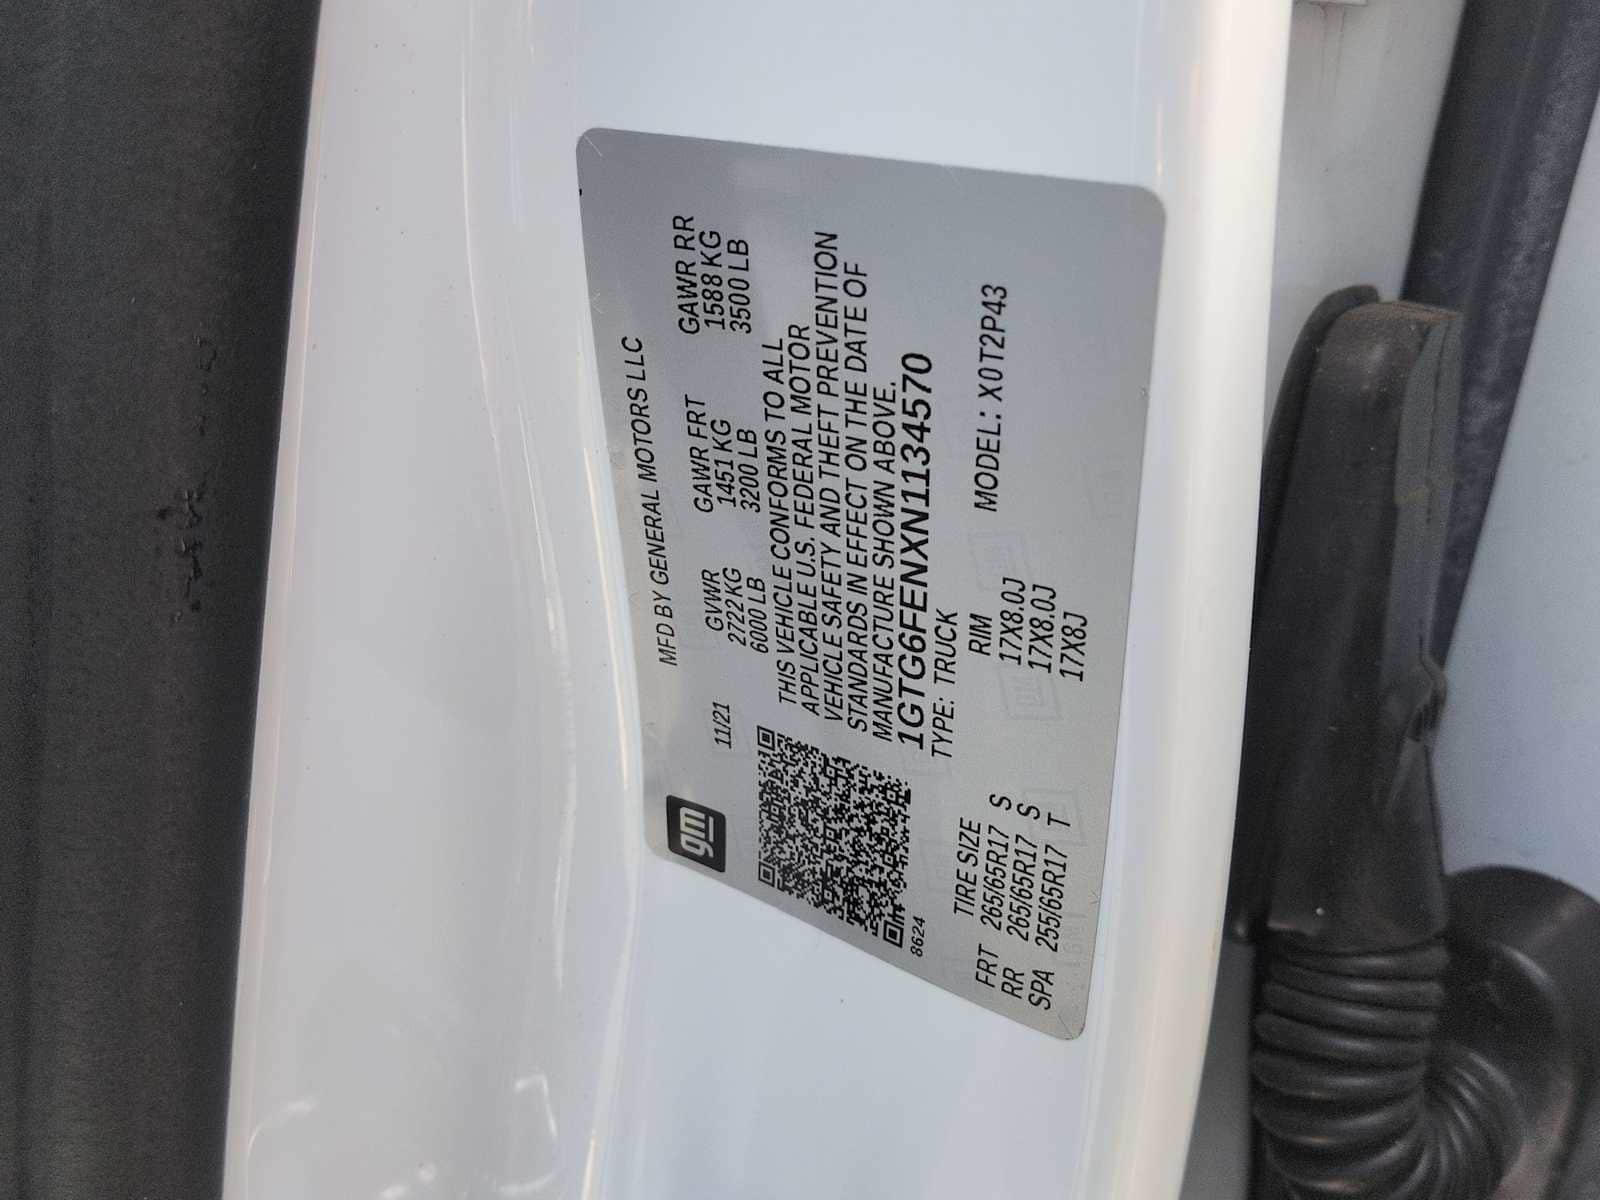 gm
MFD BY GENERAL MOTORS LLC
11/21
GVWR GAWR FRT GAWR RR
2722 KG 1451 KG 1588 KG
6000 LB 3200 LB 3500 LB
THIS VEHICLE CONFORMS TO ALL
APPLICABLE U.S. FEDERAL MOTOR
VEHICLE SAFETY AND THEFT PREVENTION
STANDARDS IN EFFECT ON THE DATE OF
MANUFACTURE SHOWN ABOVE.
1GTG6FENXN1134570
8624
TYPE: TRUCK
MODEL: X0T2P43
TIRE SIZE RIM
FRT 265/65R17 S 17X8.0J
RR 265/65R17 S 17X8.0J
SPA 255/65R17 T 17X8J